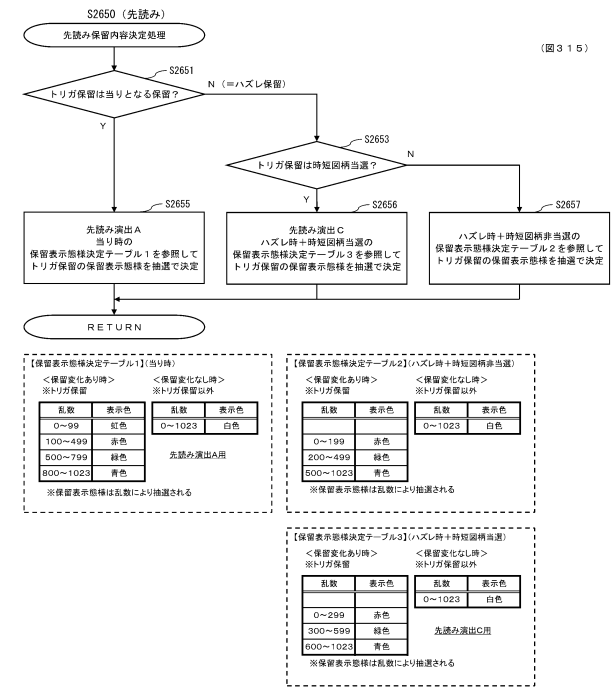 S2650（先読み）
先読み保留内容決定処理
（図３１５）
S2651
トリガ保留は当りとなる保留？
N（＝ハズレ保留）
Y
S2653
トリガ保留は時短図柄当選？
N
Y
S2655
先読み演出Ａ
当り時の
保留表示態様決定テーブル１を参照して
トリガ保留の保留表示態様を抽選で決定
S2656
先読み演出Ｃ
ハズレ時＋時短図柄当選の
保留表示態様決定テーブル３を参照して
トリガ保留の保留表示態様を抽選で決定
S2657
ハズレ時＋時短図柄非当選の
保留表示態様決定テーブル２を参照して
トリガ保留の保留表示態様を抽選で決定
ＲＥＴＵＲＮ
【保留表示態様決定テーブル1】(当り時)
＜保留変化あり時＞ ＜保留変化なし時＞
※トリガ保留 ※トリガ保留以外
乱数 表示色 乱数 表示色
0～99 虹色 0～1023 白色
100～499 赤色
500～799 緑色
800～1023 青色
先読み演出A用
※保留表示態様は乱数により抽選される
【保留表示態様決定テーブル2】(ハズレ時＋時短図柄非当選)
＜保留変化あり時＞ ＜保留変化なし時＞
※トリガ保留 ※トリガ保留以外
乱数 表示色 乱数 表示色
0～1023 白色
0～199 赤色
200～499 緑色
500～1023 青色
※保留表示態様は乱数により抽選される
【保留表示態様決定テーブル3】(ハズレ時＋時短図柄当選)
＜保留変化あり時＞ ＜保留変化なし時＞
※トリガ保留 ※トリガ保留以外
乱数 表示色 乱数 表示色
0～1023 白色
0～299 赤色
300～599 緑色
600～1023 青色
先読み演出C用
※保留表示態様は乱数により抽選される